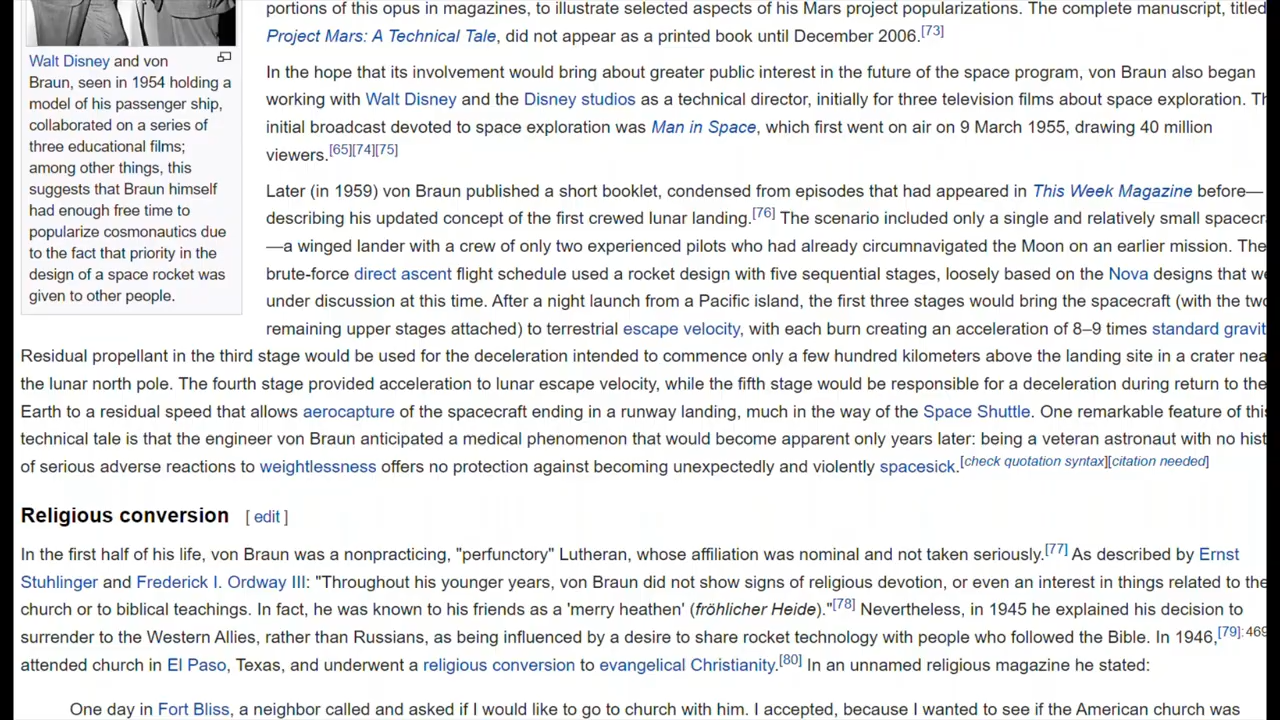 portions of this opus in magazines, to illustrate selected aspects of his Mars project popularizations. The complete manuscript, titled
Project Mars: A Technical Tale, did not appear as a printed book until December 2006.[73]
Walt Disney and von
Braun, seen in 1954 holding a
model of his passenger ship,
collaborated on a series of
three educational films;
among other things, this
suggests that Braun himself
had enough free time to
popularize cosmonautics due
to the fact that priority in the
design of a space rocket was
given to other people.
In the hope that its involvement would bring about greater public interest in the future of the space program, von Braun also began
working with Walt Disney and the Disney studios as a technical director, initially for three television films about space exploration. Th
initial broadcast devoted to space exploration was Man in Space, which first went on air on 9 March 1955, drawing 40 million
viewers.[65][74][75]
Later (in 1959) von Braun published a short booklet, condensed from episodes that had appeared in This Week Magazine before—
describing his updated concept of the first crewed lunar landing.[76] The scenario included only a single and relatively small spacecr
—a winged lander with a crew of only two experienced pilots who had already circumnavigated the Moon on an earlier mission. The
brute-force direct ascent flight schedule used a rocket design with five sequential stages, loosely based on the Nova designs that we
under discussion at this time. After a night launch from a Pacific island, the first three stages would bring the spacecraft (with the two
remaining upper stages attached) to terrestrial escape velocity, with each burn creating an acceleration of 8–9 times standard gravit
Residual propellant in the third stage would be used for the deceleration intended to commence only a few hundred kilometers above the landing site in a crater nea
the lunar north pole. The fourth stage provided acceleration to lunar escape velocity, while the fifth stage would be responsible for a deceleration during return to the
Earth to a residual speed that allows aerocapture of the spacecraft ending in a runway landing, much in the way of the Space Shuttle. One remarkable feature of this
technical tale is that the engineer von Braun anticipated a medical phenomenon that would become apparent only years later: being a veteran astronaut with no hist
of serious adverse reactions to weightlessness offers no protection against becoming unexpectedly and violently spacesick.[check quotation syntax][citation needed]
Religious conversion [ edit ]
In the first half of his life, von Braun was a nonpracticing, "perfunctory" Lutheran, whose affiliation was nominal and not taken seriously.[77] As described by Ernst
Stuhlinger and Frederick I. Ordway III: "Throughout his younger years, von Braun did not show signs of religious devotion, or even an interest in things related to the
church or to biblical teachings. In fact, he was known to his friends as a 'merry heathen' (fröhlicher Heide)."[78] Nevertheless, in 1945 he explained his decision to
surrender to the Western Allies, rather than Russians, as being influenced by a desire to share rocket technology with people who followed the Bible. In 1946,[79]:469
attended church in El Paso, Texas, and underwent a religious conversion to evangelical Christianity.[80] In an unnamed religious magazine he stated:
One day in Fort Bliss, a neighbor called and asked if I would like to go to church with him. I accepted, because I wanted to see if the American church was